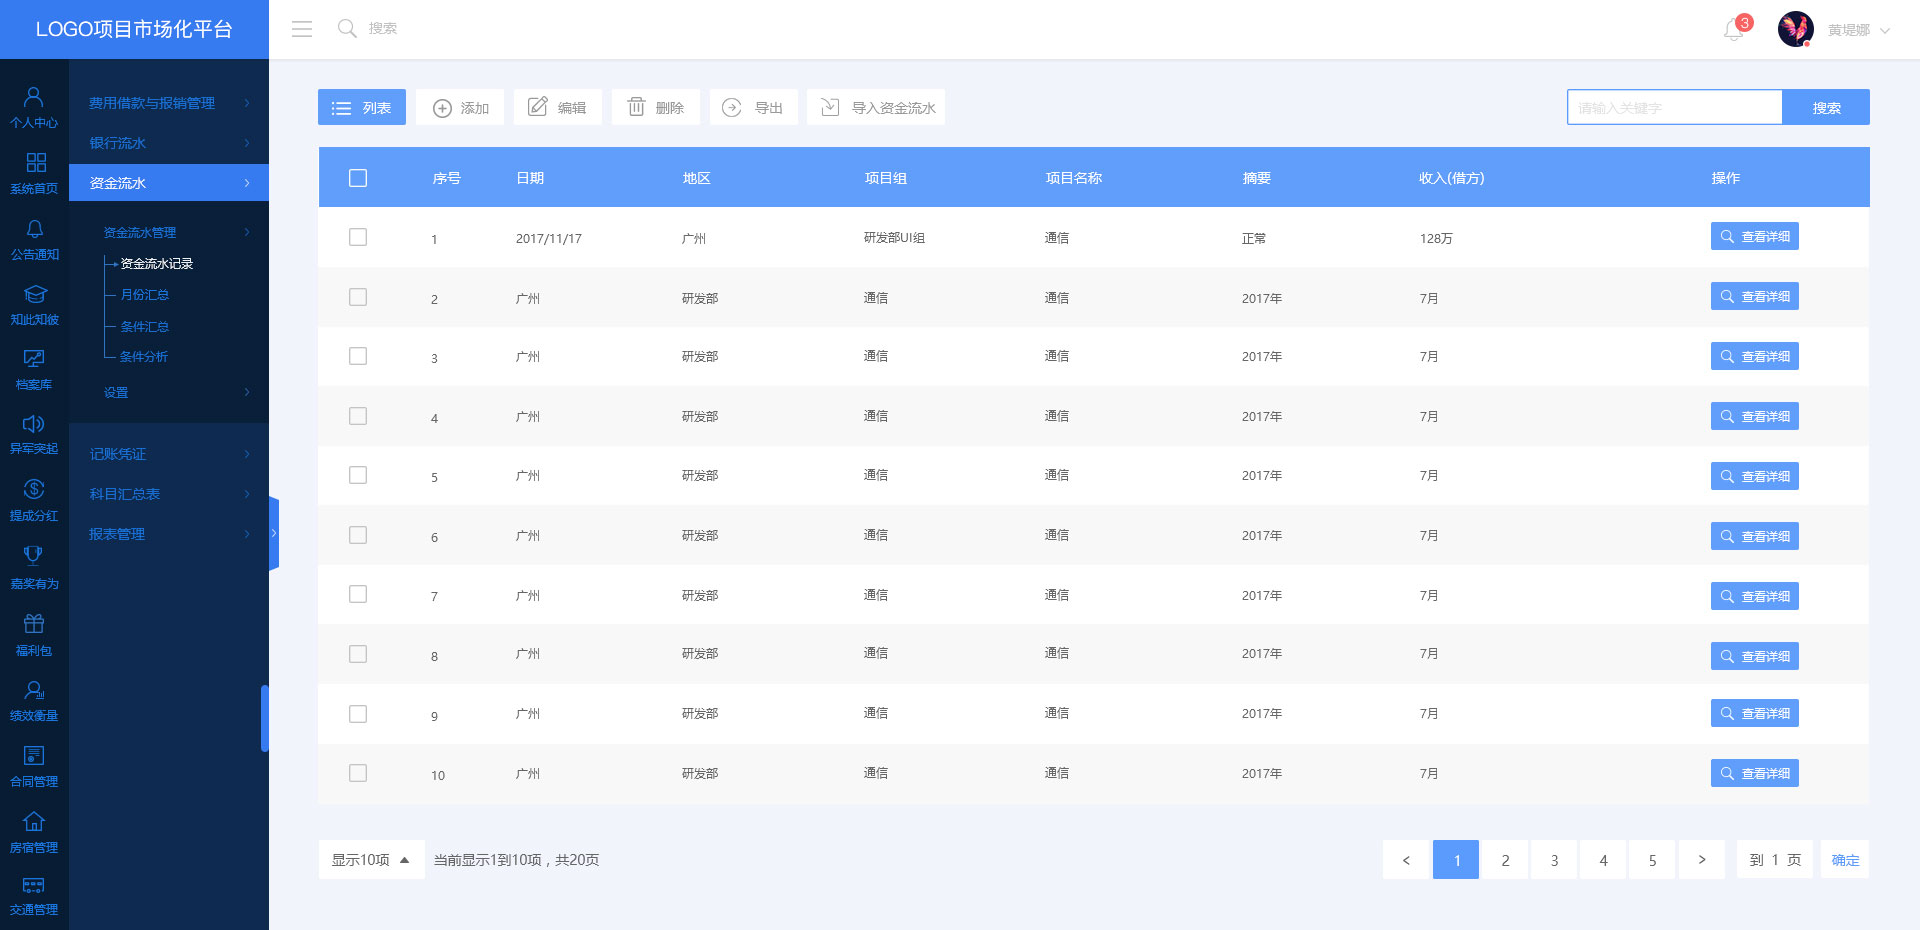 LOGO项目市场化平台
搜索
3
黄堤娜
个人中心
系统首页
公告通知
知此知彼
档案库
异军突起
提成分红
嘉奖有为
福利包
绩效衡量
合同管理
房宿管理
交通管理
费用借款与报销管理
银行流水
资金流水
资金流水管理
资金流水记录
月份汇总
条件汇总
条件分析
设置
记账凭证
科目汇总表
报表管理
列表 添加 编辑 删除 导出 导入资金流水
请输入关键字 搜索
序号 日期 地区 项目组 项目名称 摘要 收入(借方) 操作
1 2017/11/17 广州 研发部UI组 通信 正常 128万 查看详细
2 广州 研发部 通信 通信 2017年 7月 查看详细
3 广州 研发部 通信 通信 2017年 7月 查看详细
4 广州 研发部 通信 通信 2017年 7月 查看详细
5 广州 研发部 通信 通信 2017年 7月 查看详细
6 广州 研发部 通信 通信 2017年 7月 查看详细
7 广州 研发部 通信 通信 2017年 7月 查看详细
8 广州 研发部 通信 通信 2017年 7月 查看详细
9 广州 研发部 通信 通信 2017年 7月 查看详细
10 广州 研发部 通信 通信 2017年 7月 查看详细
显示10项 当前显示1到10项，共20页
< 1 2 3 4 5 > 到 1 页 确定